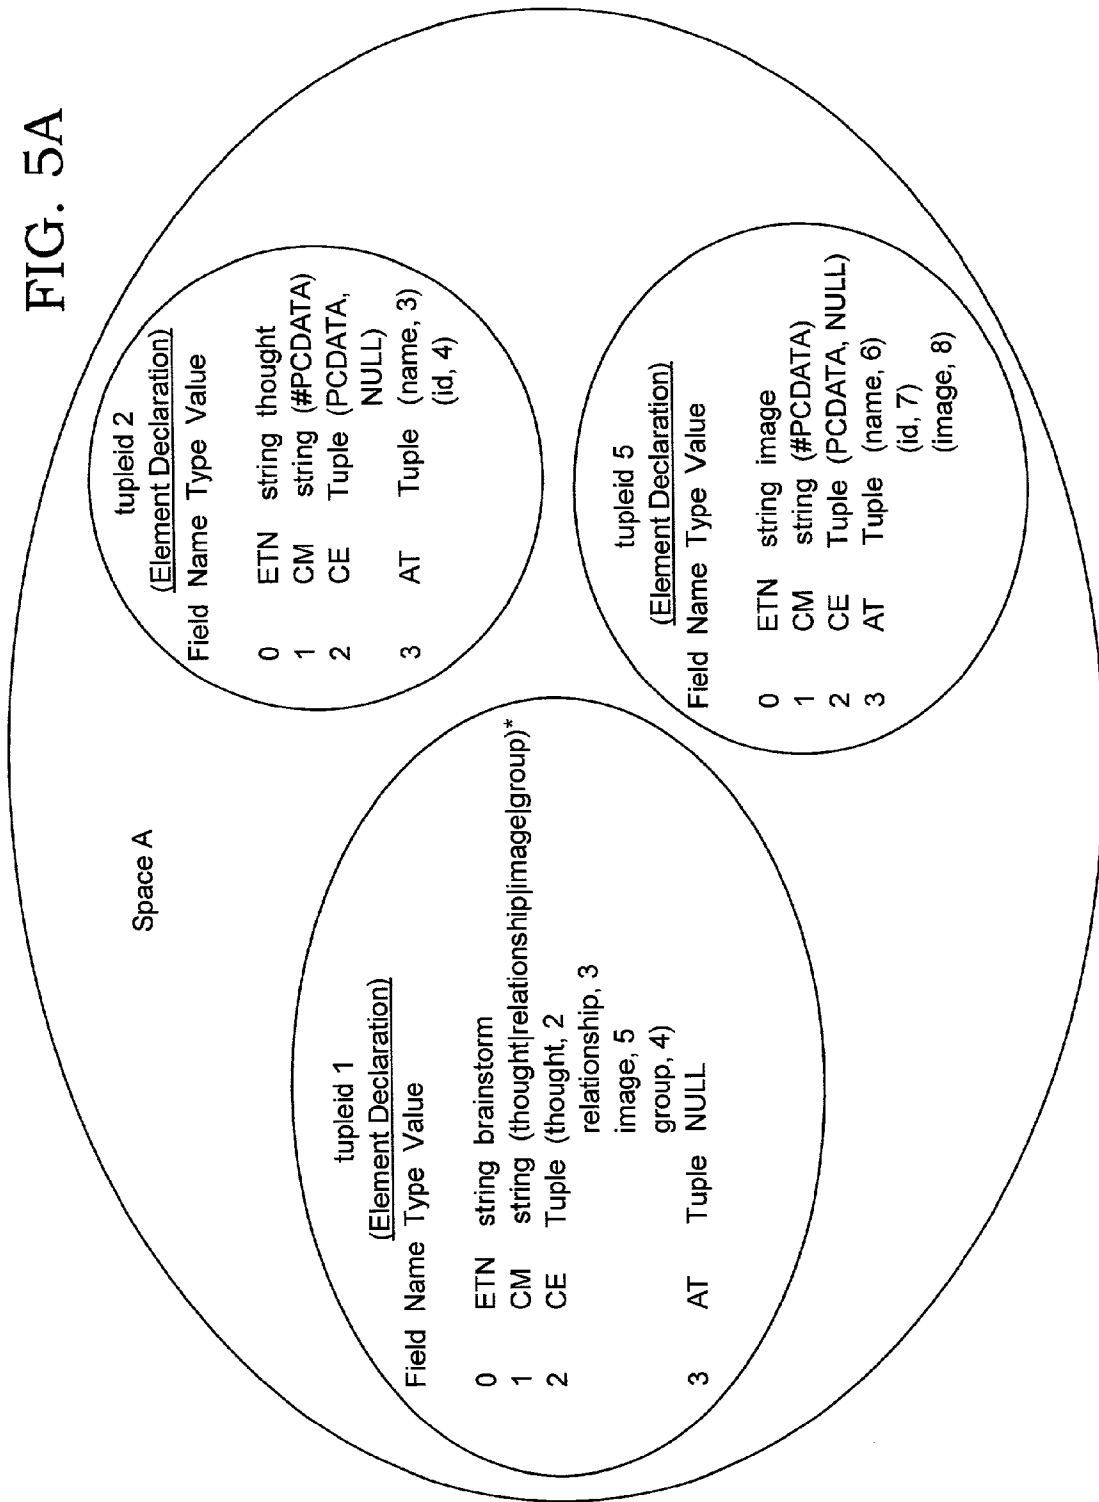 FIG. 5A
Space A
tupleid 1
(Element Declaration)
Field Name Type Value
0 ETN string brainstorm
1 CM string (thought|relationship|image|group)*
2 CE Tuple (thought, 2
relationship, 3
image, 5
group, 4)
3 AT Tuple NULL
tupleid 2
(Element Declaration)
Field Name Type Value
0 ETN string thought
1 CM string (#PCDATA)
2 CE Tuple (PCDATA,
NULL)
3 AT Tuple (name, 3)
(id, 4)
tupleid 5
(Element Declaration)
Field Name Type Value
0 ETN string image
1 CM string (#PCDATA)
2 CE Tuple (PCDATA, NULL)
3 AT Tuple (name, 6)
(id, 7)
(image, 8)